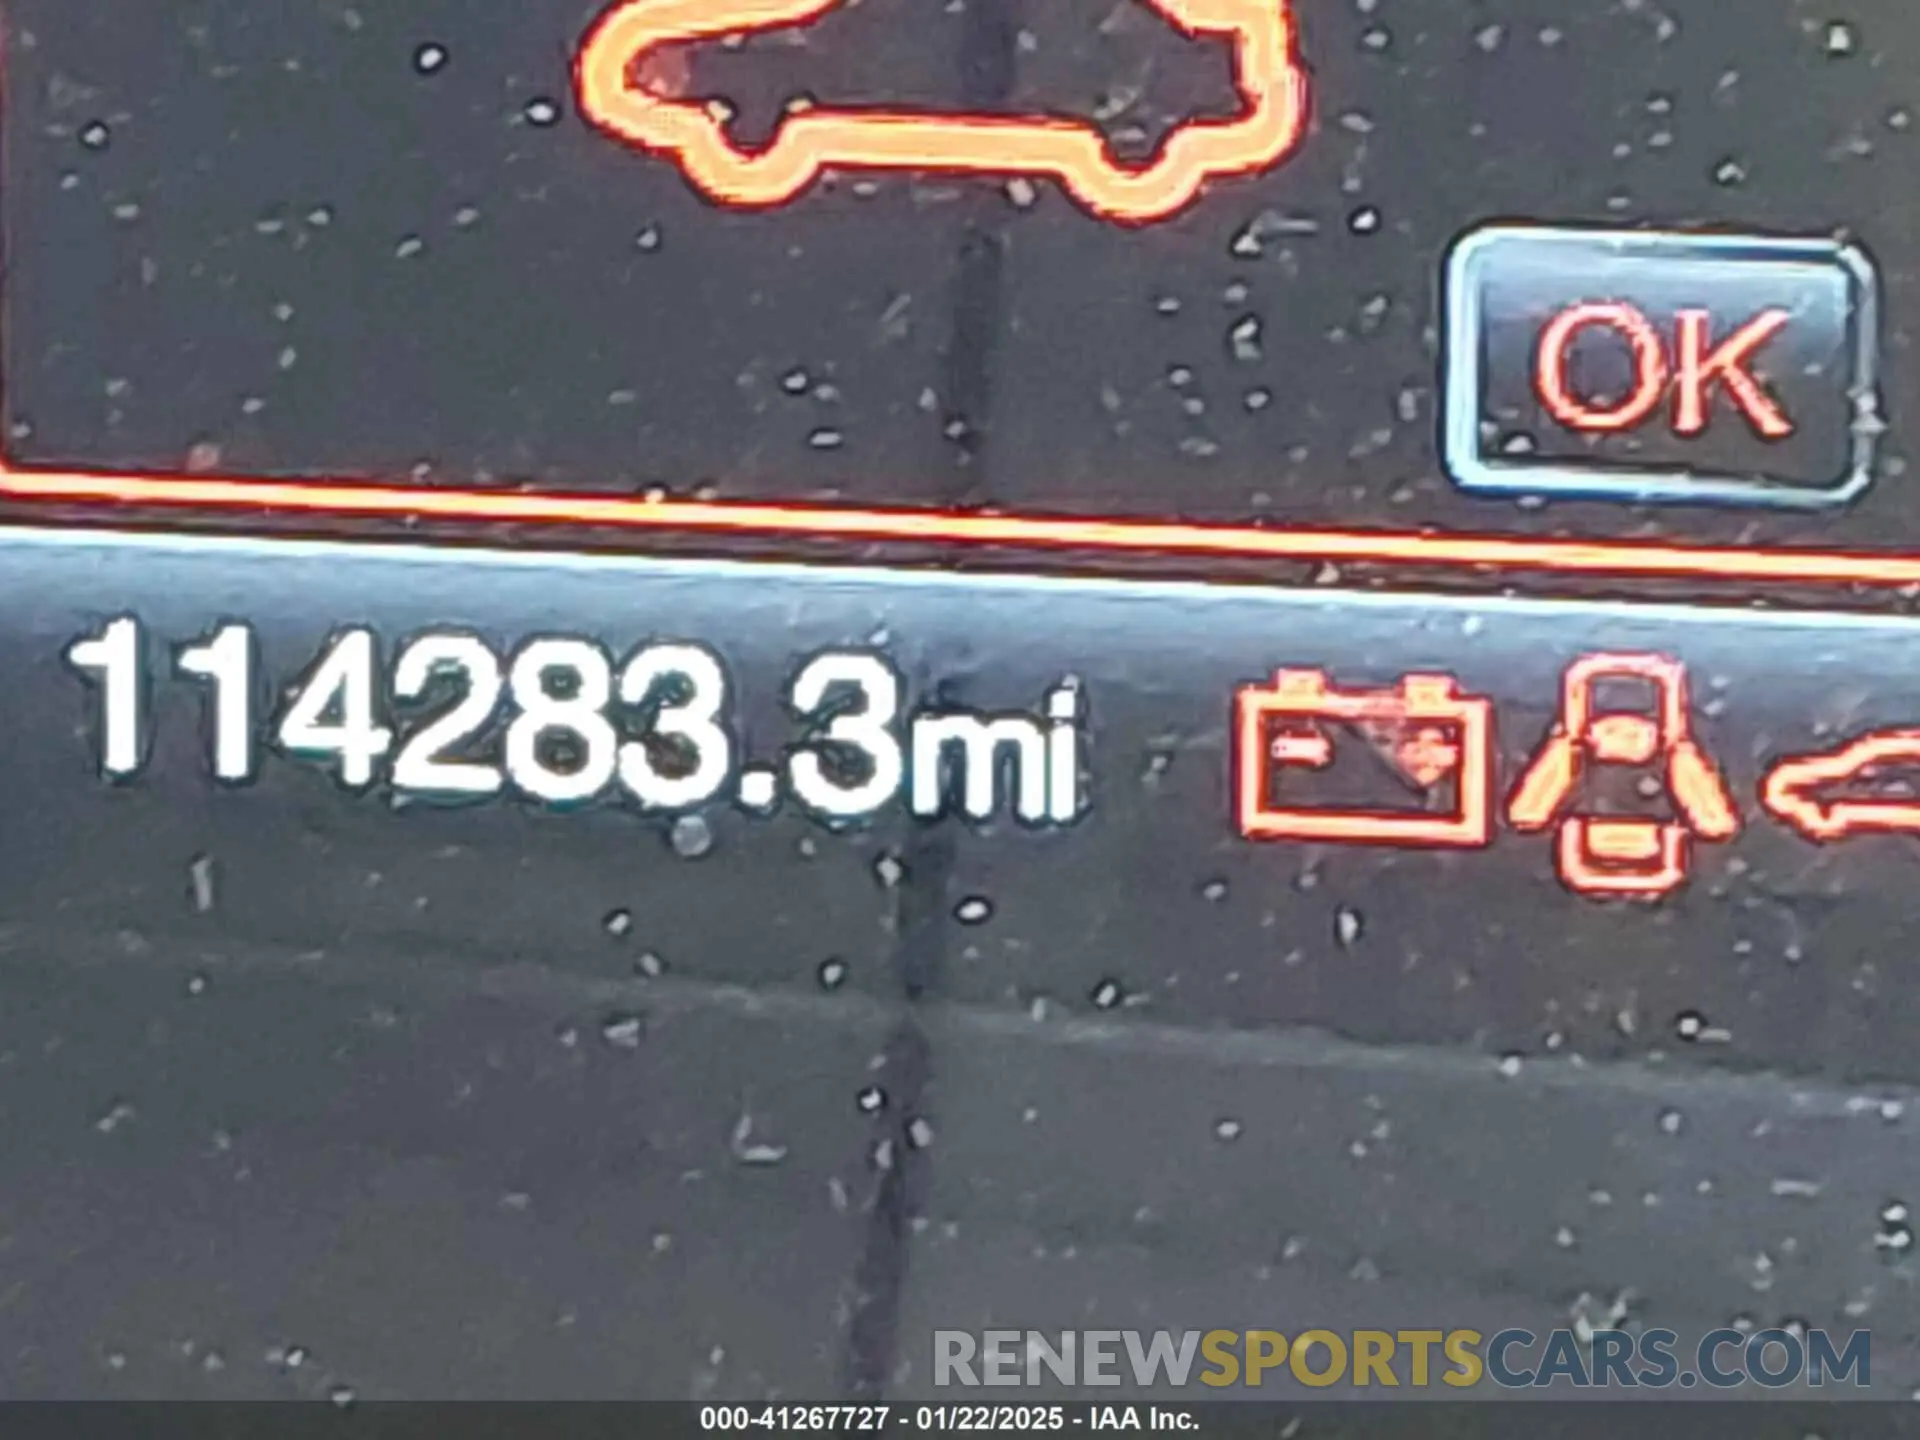 OK
114283.3mi
RENEWSPORTSCARS.COM
000-41267727 - 01/22/2025 - IAA Inc.